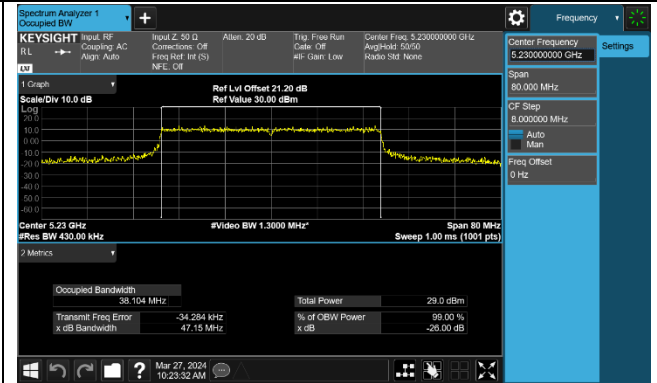 Spectrum Analyzer 1
Occupied BW
+
Frequency
KEYSIGHT
RL
LXI
Input: RF
Coupling: AC
Align: Auto
Input Z: 50 Ω
Corrections: Off
Freq Ref: Int (S)
NFE: Off
Atten: 20 dB
Trig: Free Run
Gate: Off
#IF Gain: Low
Center Freq: 5.230000000 GHz
Avg|Hold: 50/50
Radio Std: None
Center Frequency
5.230000000 GHz
Settings
Span
80.000 MHz
CF Step
8.000000 MHz
Auto
Man
Freq Offset
0 Hz
1 Graph
Scale/Div 10.0 dB
Ref Lvl Offset 21.20 dB
Ref Value 30.00 dBm
Log
20.0
10.0
0.00
-10.0
-20.0
-30.0
-40.0
-50.0
-60.0
Center 5.23 GHz
#Res BW 430.00 kHz
#Video BW 1.3000 MHz*
Span 80 MHz
Sweep 1.00 ms (1001 pts)
2 Metrics
Occupied Bandwidth
38.104 MHz
Total Power 29.0 dBm
Transmit Freq Error -34.284 kHz
% of OBW Power 99.00 %
x dB Bandwidth 47.15 MHz
x dB -26.00 dB
?
Mar 27, 2024
10:23:32 AM